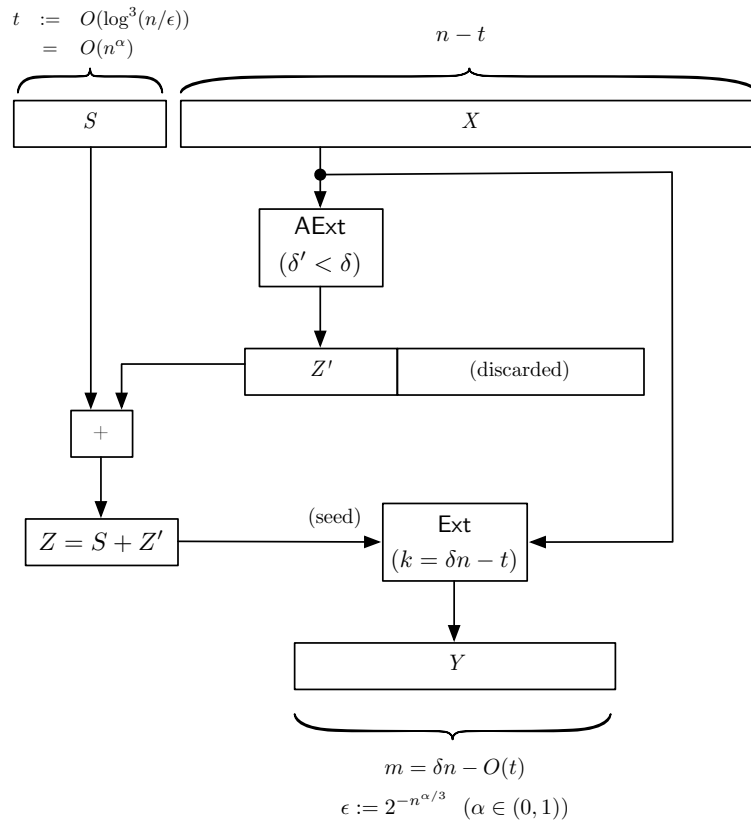 t := O(log³(n/ϵ))
= O(n^α)
n − t
S
X
AExt
(δ′ < δ)
Z′
(discarded)
+
Z = S + Z′
(seed)
Ext
(k = δn − t)
Y
m = δn − O(t)
ϵ := 2^{−n^{α/3}} (α ∈ (0, 1))